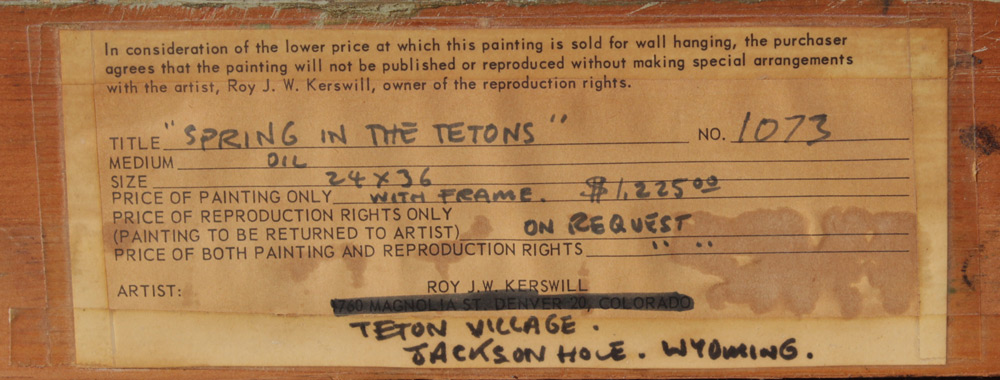 In consideration of the lower price at which this painting is sold for wall hanging, the purchaser
agrees that the painting will not be published or reproduced without making special arrangements
with the artist, Roy J. W. Kerswill, owner of the reproduction rights.
TITLE "SPRING IN THE TETONS" NO. 1073
MEDIUM OIL
SIZE 24 X 36
PRICE OF PAINTING ONLY WITH FRAME. $1,225.00
PRICE OF REPRODUCTION RIGHTS ONLY
(PAINTING TO BE RETURNED TO ARTIST) ON REQUEST
PRICE OF BOTH PAINTING AND REPRODUCTION RIGHTS " "
ARTIST: ROY J.W. KERSWILL
1760 MAGNOLIA ST. DENVER 20, COLORADO
TETON VILLAGE.
JACKSON HOLE. WYOMING.